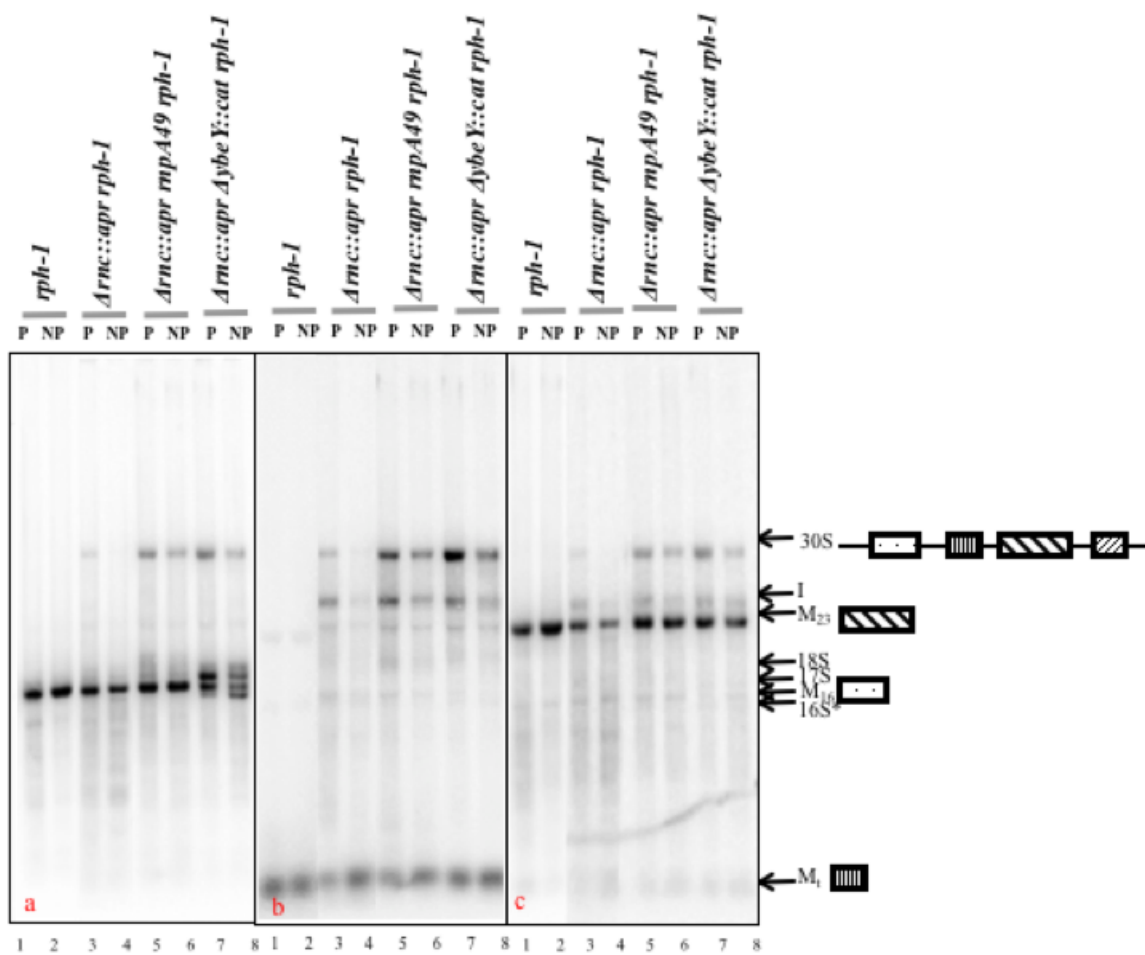 rph-1
Δrnc::apr rph-1
Δrnc::apr rnpA49 rph-1
Δrnc::apr ΔybeY::cat rph-1
rph-1
Δrnc::apr rph-1
Δrnc::apr rnpA49 rph-1
Δrnc::apr ΔybeY::cat rph-1
rph-1
Δrnc::apr rph-1
Δrnc::apr rnpA49 rph-1
Δrnc::apr ΔybeY::cat rph-1
P NP P NP P NP P NP P NP P NP P NP P NP P NP P NP P NP P NP
30S
I
M23
18S
17S
M16
16S*
Mt
a b c
1 2 3 4 5 6 7 8 1 2 3 4 5 6 7 8 1 2 3 4 5 6 7 8